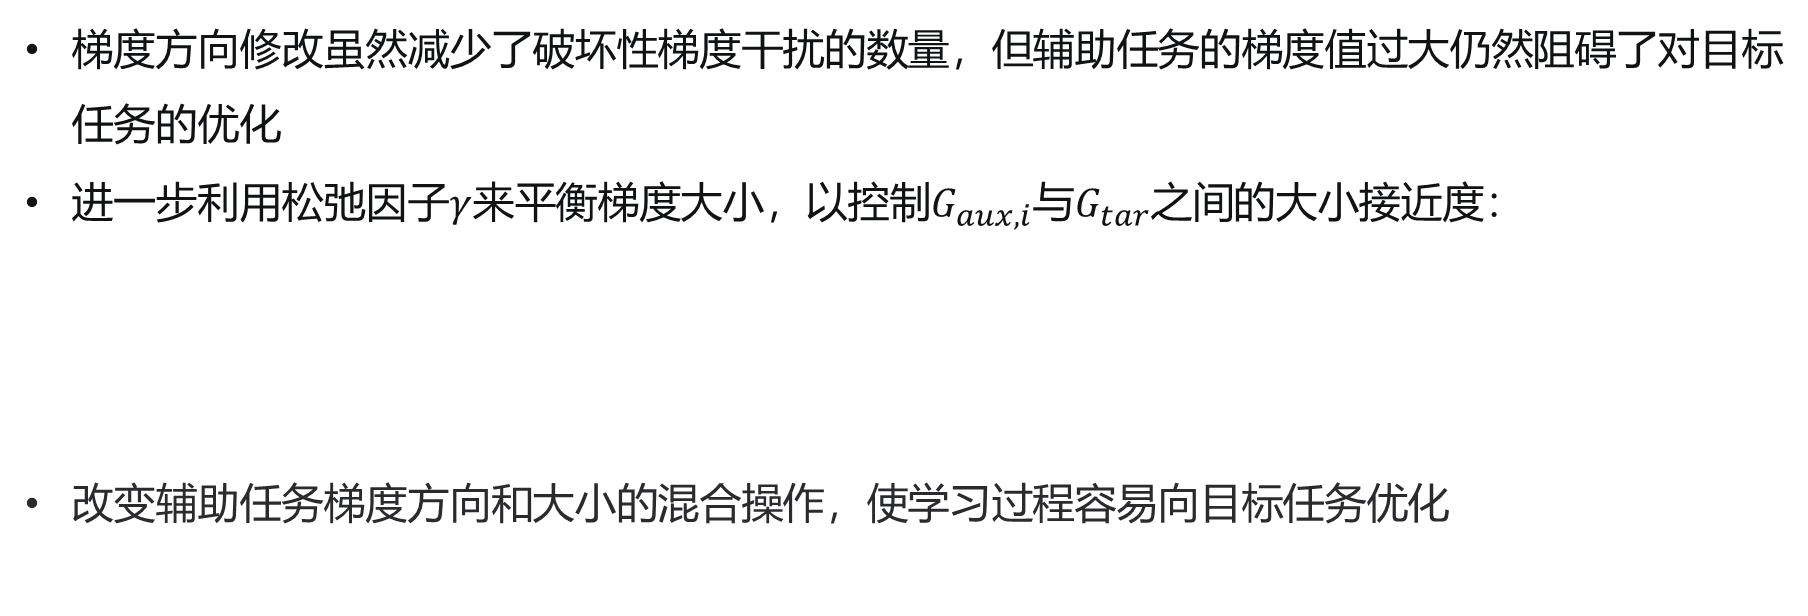 • 梯度方向修改虽然减少了破坏性梯度干扰的数量，但辅助任务的梯度值过大仍然阻碍了对目标
任务的优化
• 进一步利用松弛因子γ来平衡梯度大小，以控制G_{aux,i}与G_{tar}之间的大小接近度：
• 改变辅助任务梯度方向和大小的混合操作，使学习过程容易向目标任务优化